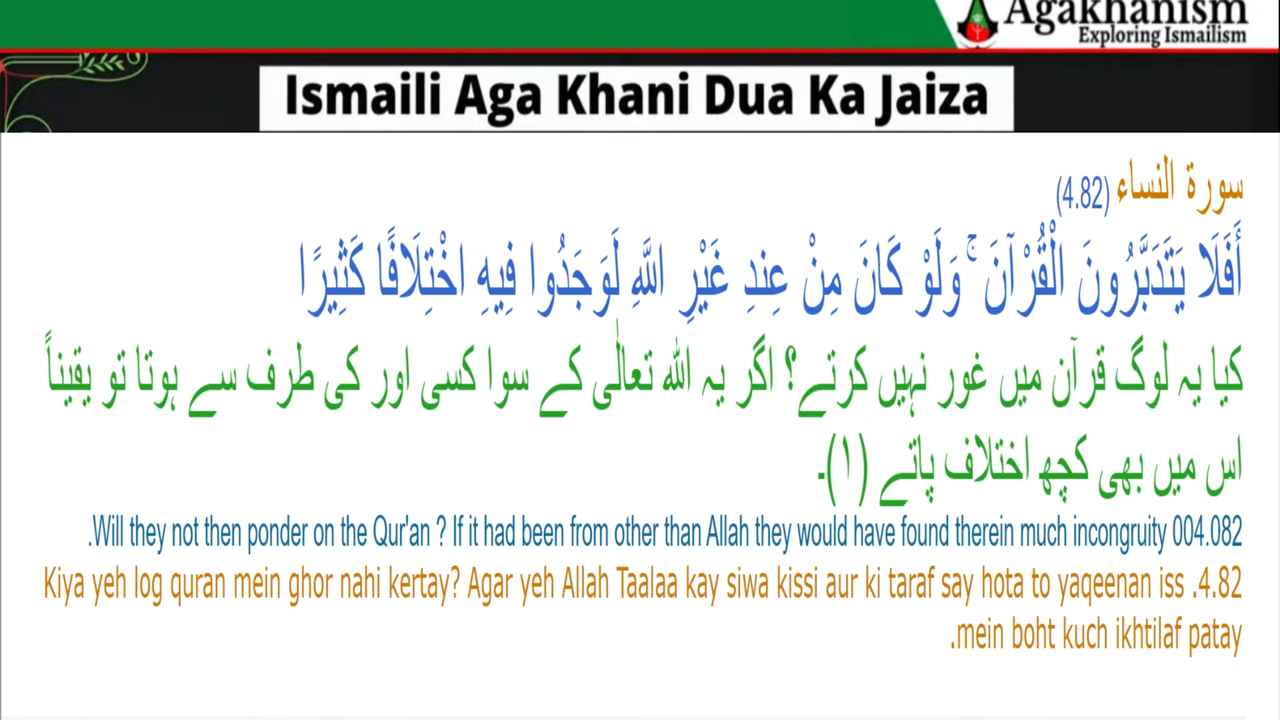 Agakhanism
Exploring Ismailism
Ismaili Aga Khani Dua Ka Jaiza
سورة النساء (4.82)
أَفَلَا يَتَدَبَّرُونَ الْقُرْآنَ ۚ وَلَوْ كَانَ مِنْ عِندِ غَيْرِ اللَّهِ لَوَجَدُوا فِيهِ اخْتِلَافًا كَثِيرًا
کیا یہ لوگ قرآن میں غور نہیں کرتے؟ اگر یہ اللہ تعالٰی کے سوا کسی اور کی طرف سے ہوتا تو یقیناً
اس میں بھی کچھ اختلاف پاتے (۱)۔
.Will they not then ponder on the Qur'an ? If it had been from other than Allah they would have found therein much incongruity 004.082
Kiya yeh log quran mein ghor nahi kertay? Agar yeh Allah Taalaa kay siwa kissi aur ki taraf say hota to yaqeenan iss .4.82
.mein boht kuch ikhtilaf patay